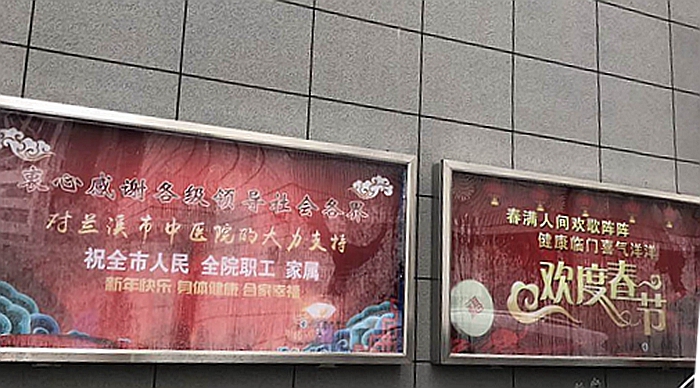 衷心感谢各级领导社会各界
对兰溪市中医院的大力支持
祝全市人民 全院职工 家属
新年快乐 身体健康 合家幸福
春满人间欢歌阵阵
健康临门喜气洋洋
欢度春节